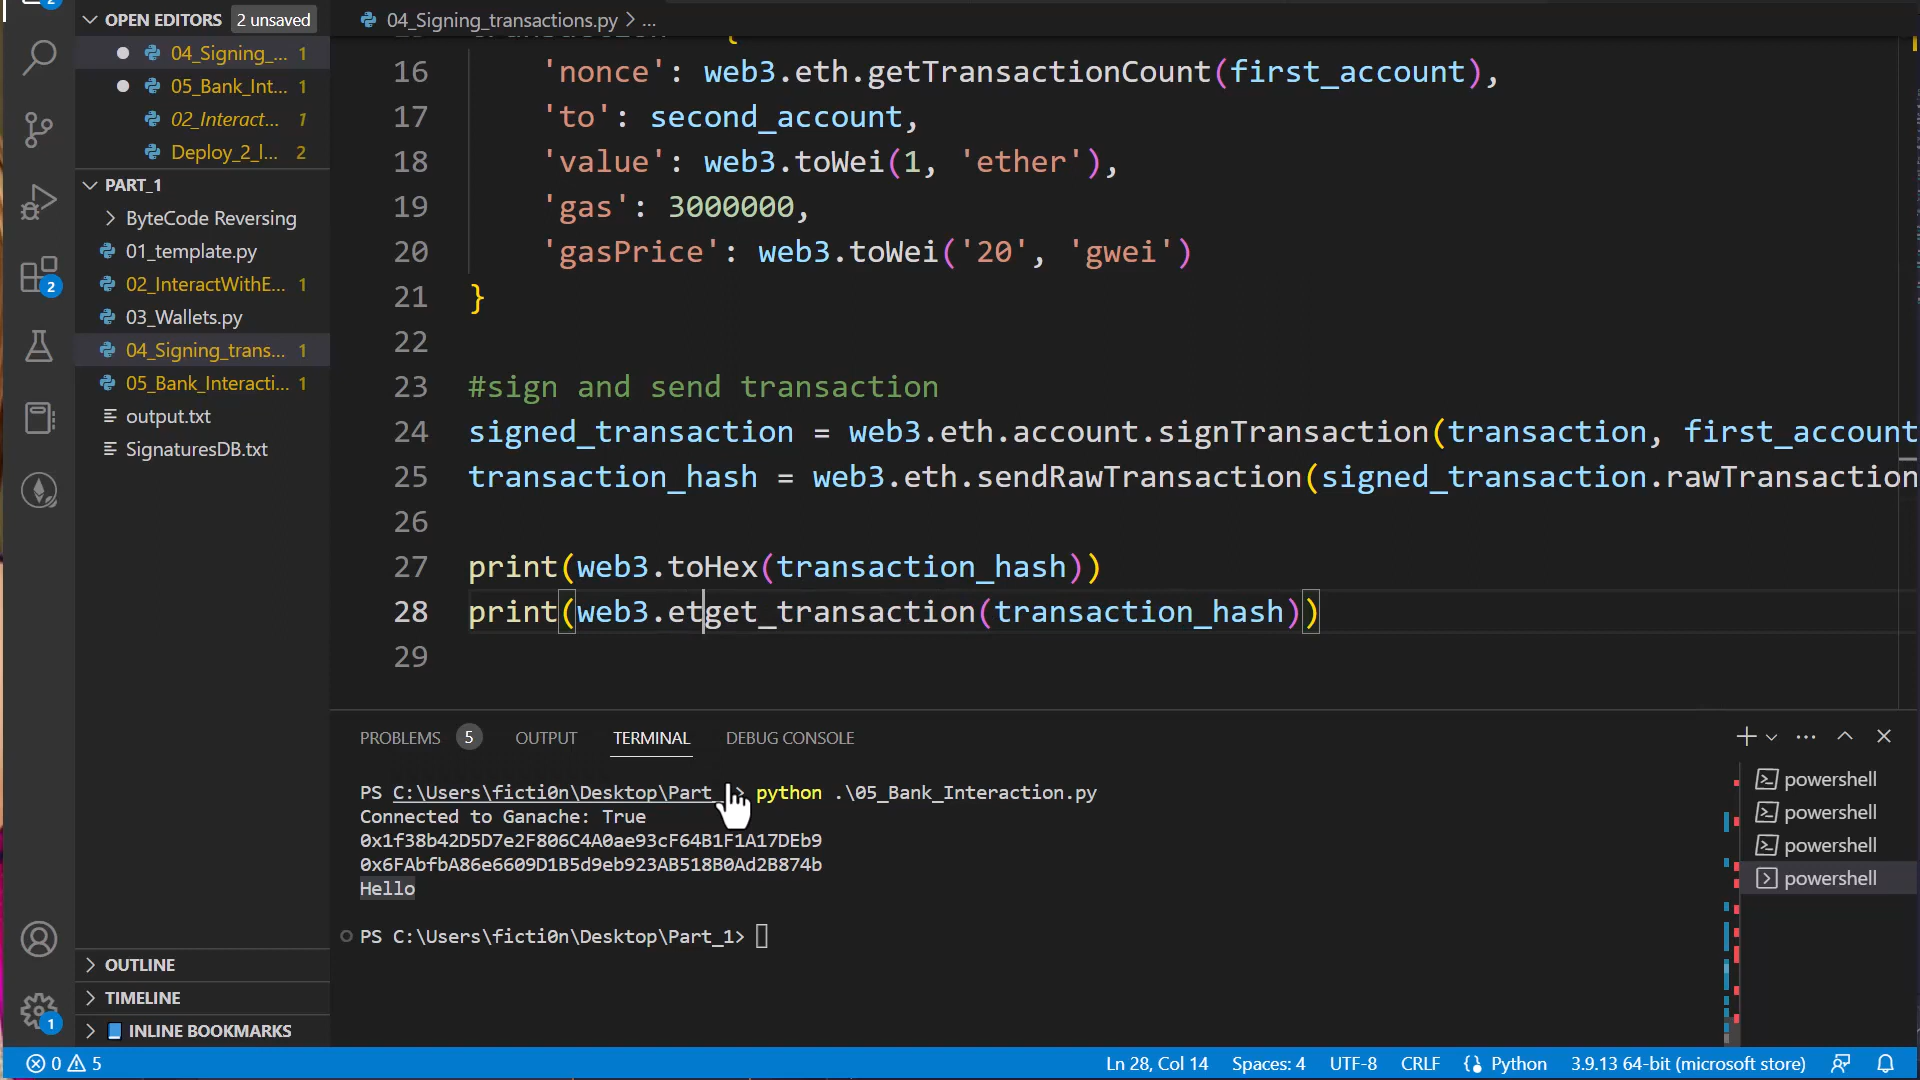 OPEN EDITORS 2 unsaved
04_Signing_... 1
05_Bank_Int... 1
02_Interact... 1
Deploy_2_l... 2
PART_1
ByteCode Reversing
01_template.py
02_InteractWithE... 1
03_Wallets.py
04_Signing_trans... 1
05_Bank_Interacti... 1
output.txt
SignaturesDB.txt
OUTLINE
TIMELINE
INLINE BOOKMARKS
2
1
04_Signing_transactions.py > ...
16 'nonce': web3.eth.getTransactionCount(first_account),
17 'to': second_account,
18 'value': web3.toWei(1, 'ether'),
19 'gas': 3000000,
20 'gasPrice': web3.toWei('20', 'gwei')
21 }
22
23 #sign and send transaction
24 signed_transaction = web3.eth.account.signTransaction(transaction, first_account
25 transaction_hash = web3.eth.sendRawTransaction(signed_transaction.rawTransaction
26
27 print(web3.toHex(transaction_hash))
28 print(web3.etget_transaction(transaction_hash))
29
PROBLEMS 5 OUTPUT TERMINAL DEBUG CONSOLE
PS C:\Users\ficti0n\Desktop\Part_ > python .\05_Bank_Interaction.py
Connected to Ganache: True
0x1f38b42D5D7e2F806C4A0ae93cF64B1F1A17DEb9
0x6FAbfbA86e6609D1B5d9eb923AB518B0Ad2B874b
Hello
PS C:\Users\ficti0n\Desktop\Part_1>
powershell
powershell
powershell
powershell
0 5 Ln 28, Col 14 Spaces: 4 UTF-8 CRLF Python 3.9.13 64-bit (microsoft store)